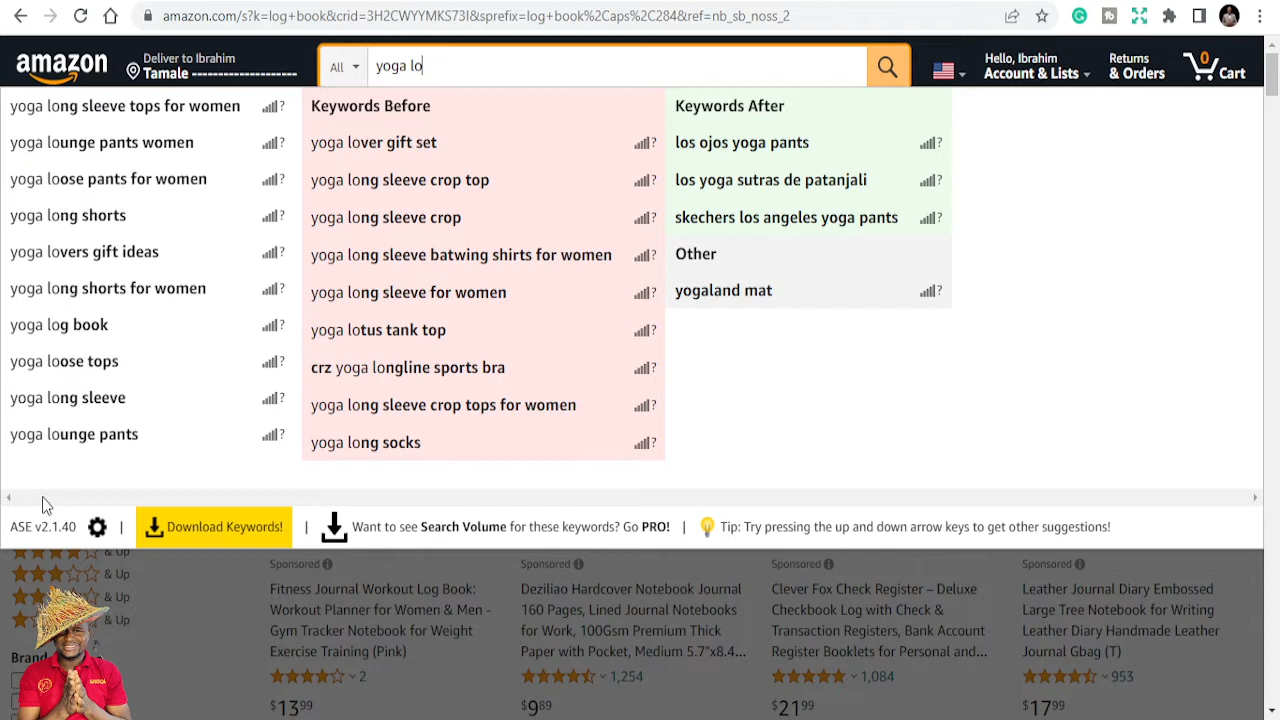 amazon.com/s?k=log+book&crid=3H2CWYYMKS73I&sprefix=log+book%2Caps%2C284&ref=nb_sb_noss_2
amazon
Deliver to Ibrahim
Tamale ------------------
All
yoga lo
Hello, Ibrahim
Account & Lists
Returns
& Orders
0
Cart
yoga long sleeve tops for women
yoga lounge pants women
yoga loose pants for women
yoga long shorts
yoga lovers gift ideas
yoga long shorts for women
yoga log book
yoga loose tops
yoga long sleeve
yoga lounge pants
Keywords Before
yoga lover gift set
yoga long sleeve crop top
yoga long sleeve crop
yoga long sleeve batwing shirts for women
yoga long sleeve for women
yoga lotus tank top
crz yoga longline sports bra
yoga long sleeve crop tops for women
yoga long socks
Keywords After
los ojos yoga pants
los yoga sutras de patanjali
skechers los angeles yoga pants
Other
yogaland mat
ASE v2.1.40
|
Download Keywords!
|
Want to see Search Volume for these keywords? Go PRO!
|
Tip: Try pressing the up and down arrow keys to get other suggestions!
& Up
& Up
& Up
& Up
Brand
Sponsored
Fitness Journal Workout Log Book:
Workout Planner for Women & Men -
Gym Tracker Notebook for Weight
Exercise Training (Pink)
2
$13.99
Sponsored
Deziliao Hardcover Notebook Journal
160 Pages, Lined Journal Notebooks
for Work, 100Gsm Premium Thick
Paper with Pocket, Medium 5.7"x8.4...
1,254
$9.89
Sponsored
Clever Fox Check Register – Deluxe
Checkbook Log with Check &
Transaction Registers, Bank Account
Register Booklets for Personal and...
1,084
$21.99
Sponsored
Leather Journal Diary Embossed
Large Tree Notebook for Writing
Leather Diary Handmade Leather
Journal Gbag (T)
953
$17.99